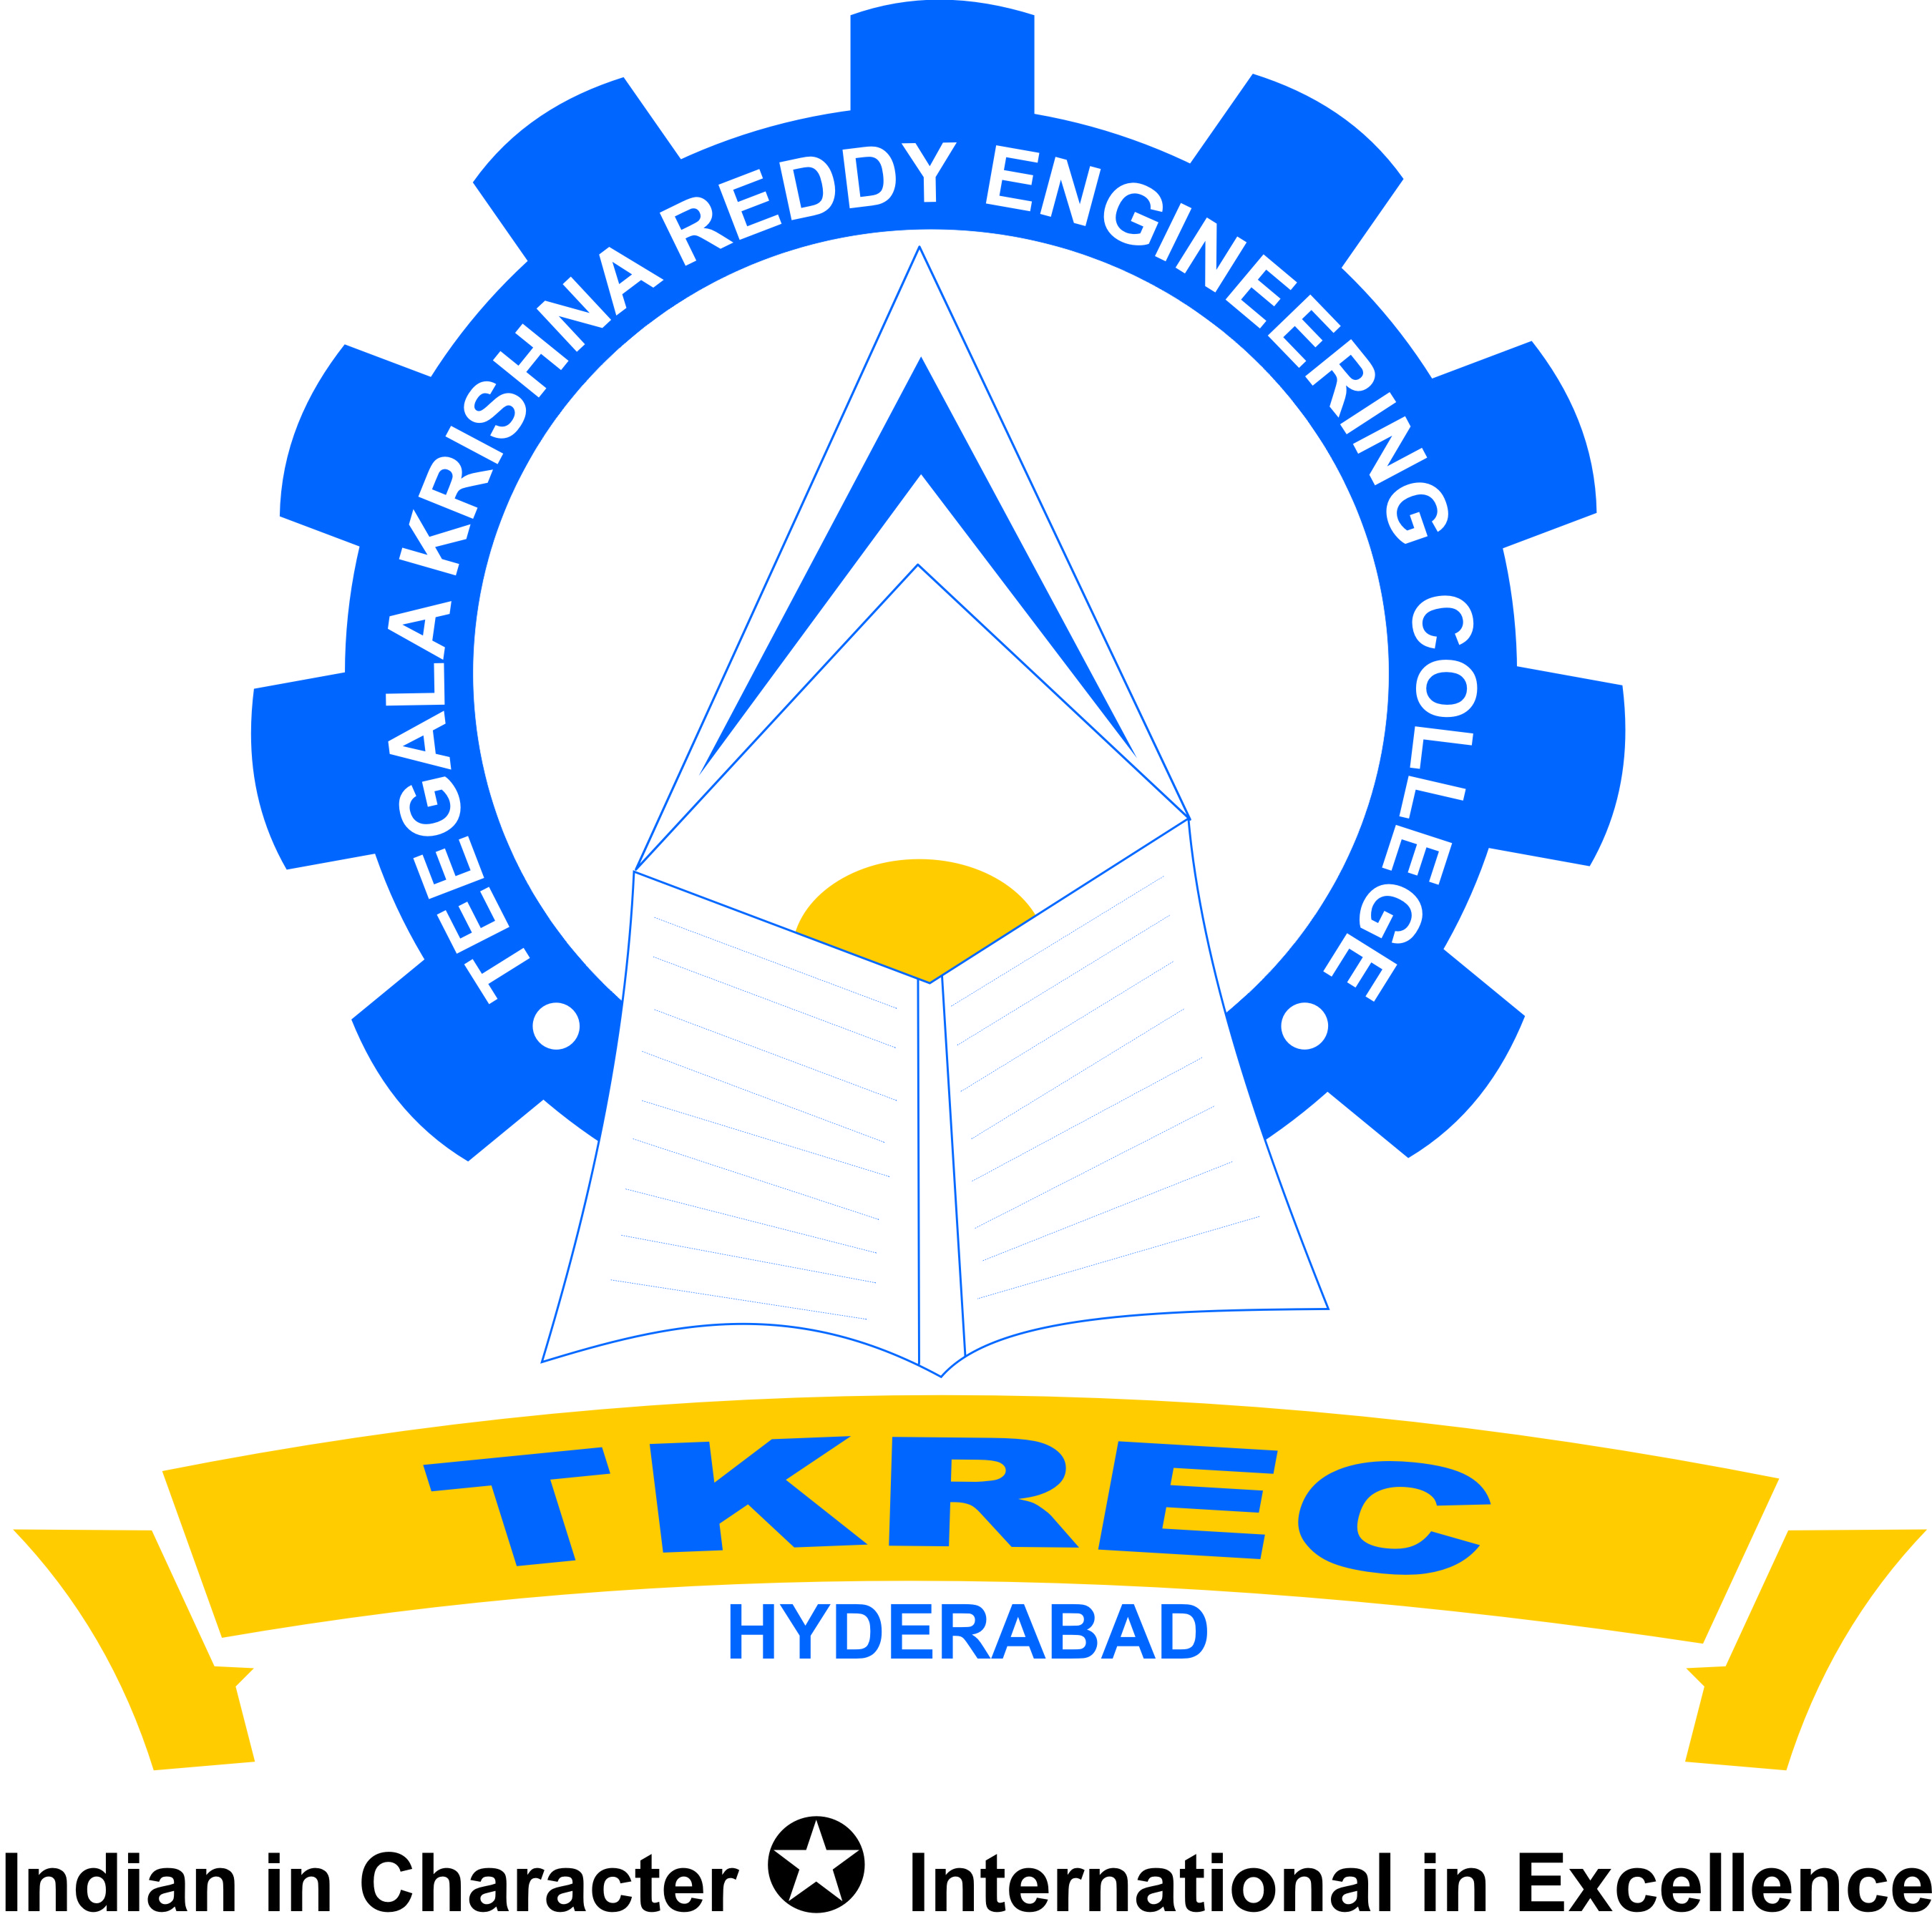 TEEGALA KRISHNA REDDY ENGINEERING COLLEGE
TKREC
HYDERABAD
Indian in Character International in Excellence